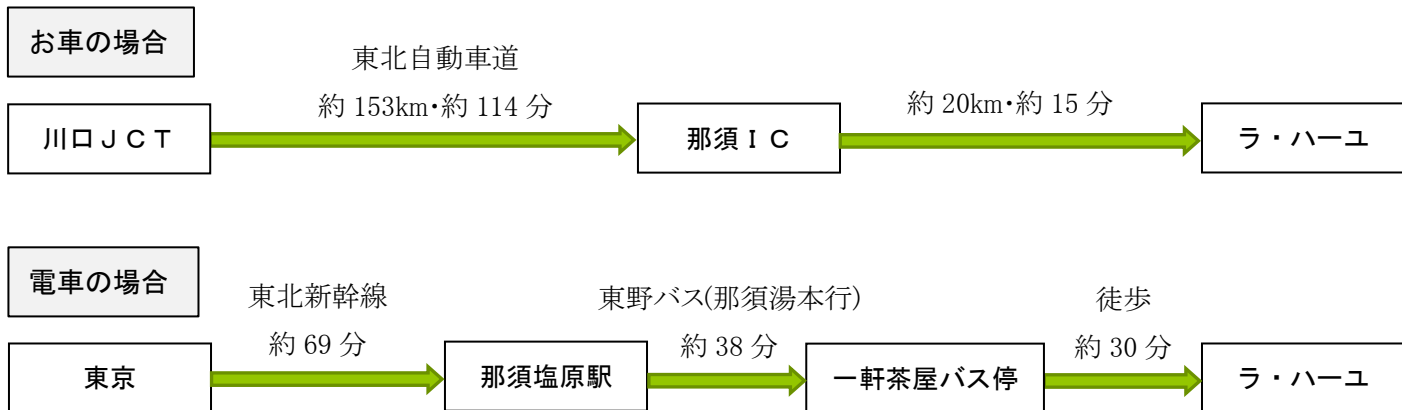 お車の場合
東北自動車道
約 153km・約 114 分
約 20km・約 15 分
川口ＪＣＴ
那須ＩＣ
ラ・ハーユ
電車の場合
東北新幹線
約 69 分
東野バス(那須湯本行)
約 38 分
徒歩
約 30 分
東京
那須塩原駅
一軒茶屋バス停
ラ・ハーユ